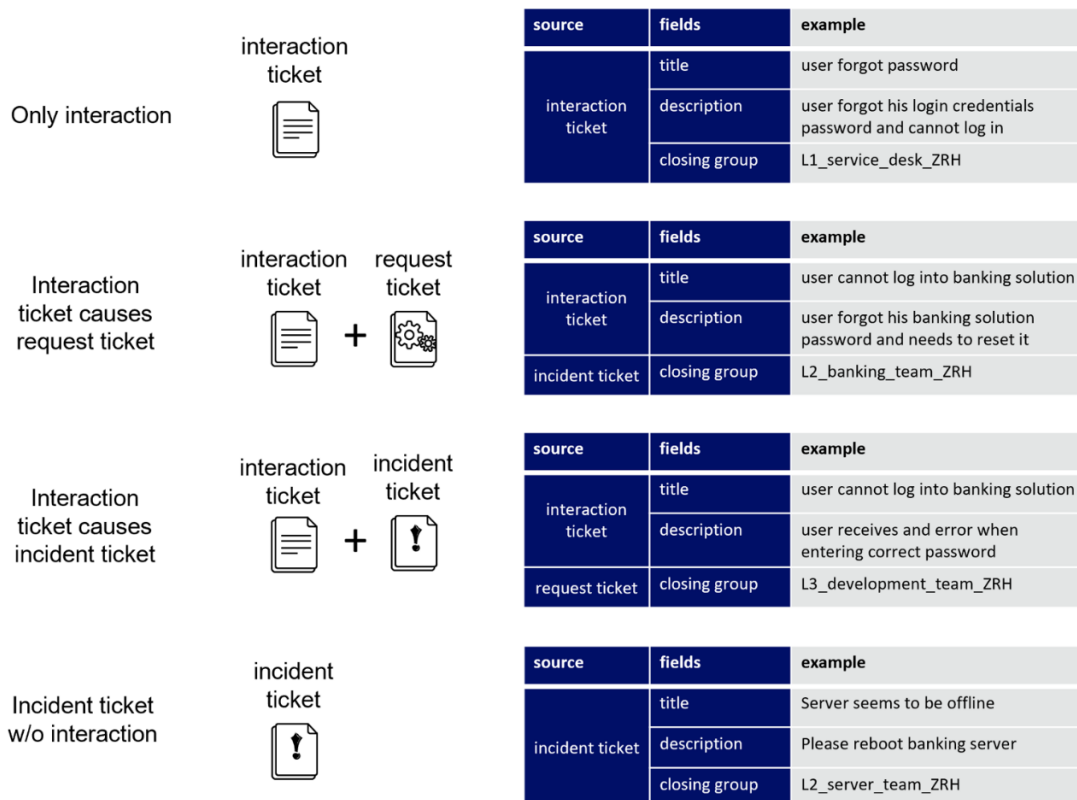 interaction
ticket
Only interaction
source fields example
interaction
ticket
title user forgot password
description user forgot his login credentials
password and cannot log in
closing group L1_service_desk_ZRH
Interaction
ticket causes
request ticket
interaction
ticket
+
request
ticket
source fields example
interaction
ticket
title user cannot log into banking solution
description user forgot his banking solution
password and needs to reset it
incident ticket closing group L2_banking_team_ZRH
Interaction
ticket causes
incident ticket
interaction
ticket
+
incident
ticket
!
source fields example
interaction
ticket
title user cannot log into banking solution
description user receives and error when
entering correct password
request ticket closing group L3_development_team_ZRH
Incident ticket
w/o interaction
incident
ticket
!
source fields example
incident ticket
title Server seems to be offline
description Please reboot banking server
closing group L2_server_team_ZRH